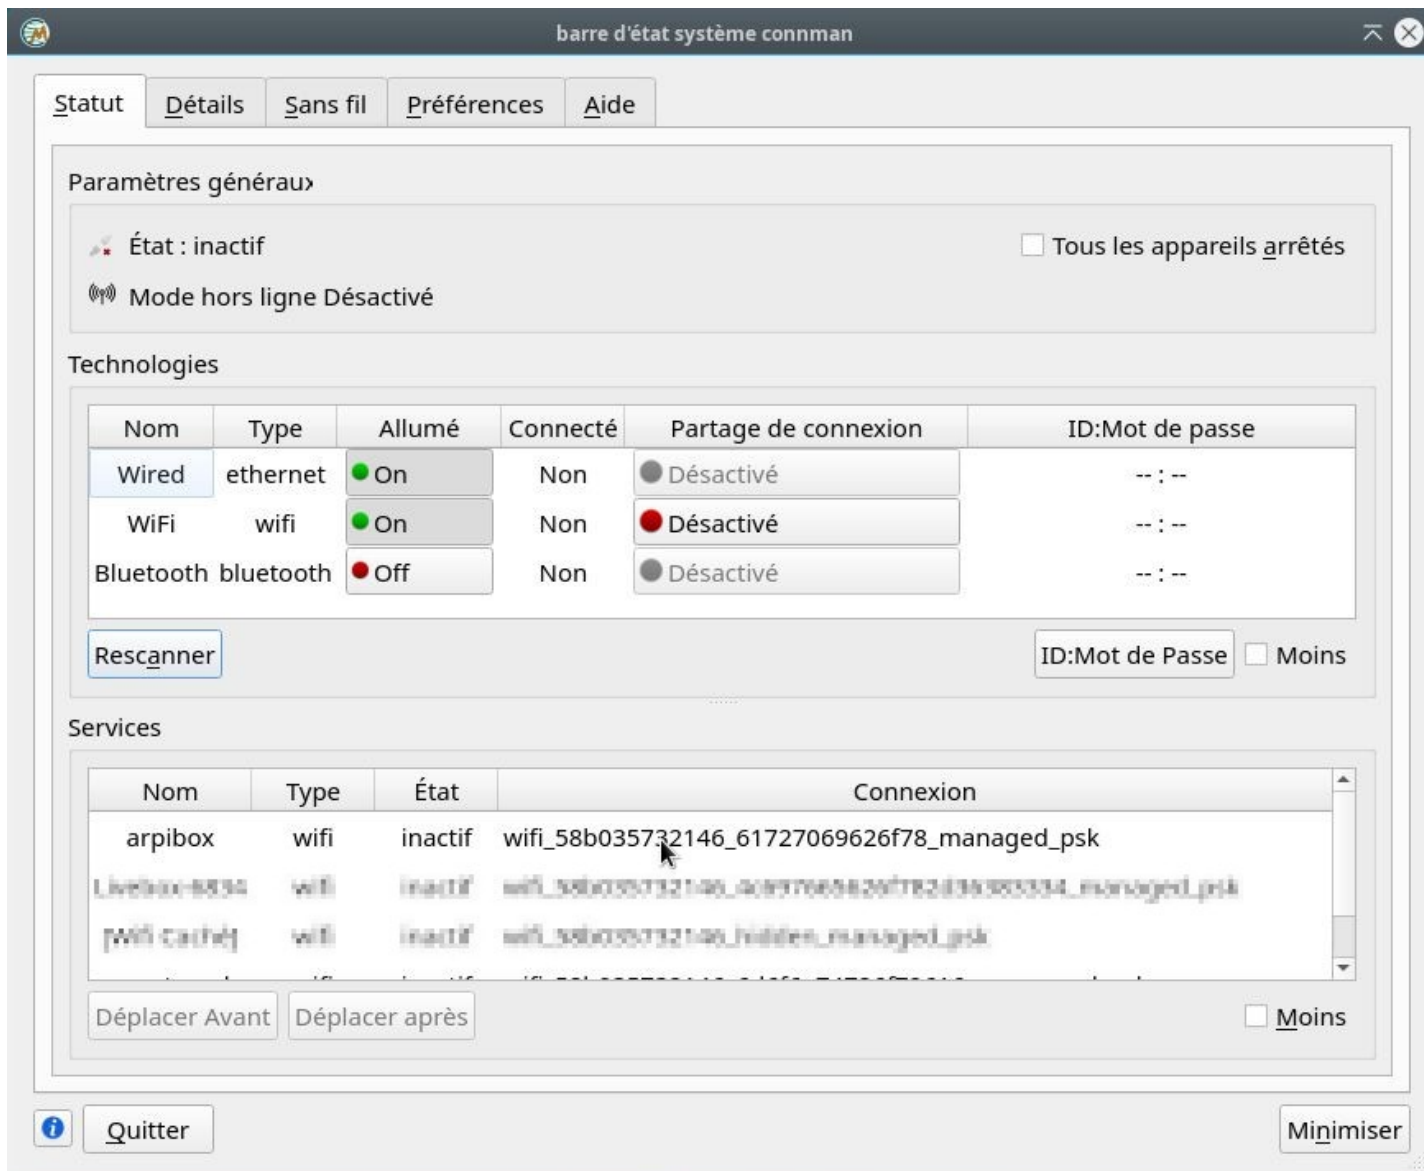 barre d'état système connman
Statut Détails Sans fil Préférences Aide
Paramètres généraux
État : inactif Tous les appareils arrêtés
Mode hors ligne Désactivé
Technologies
Nom Type Allumé Connecté Partage de connexion ID:Mot de passe
Wired ethernet On Non Désactivé -- : --
WiFi wifi On Non Désactivé -- : --
Bluetooth bluetooth Off Non Désactivé -- : --
Rescanner ID:Mot de Passe Moins
Services
Nom Type État Connexion
arpibox wifi inactif wifi_58b035732146_61727069626f78_managed_psk
Déplacer Avant Déplacer après Moins
Quitter Minimiser